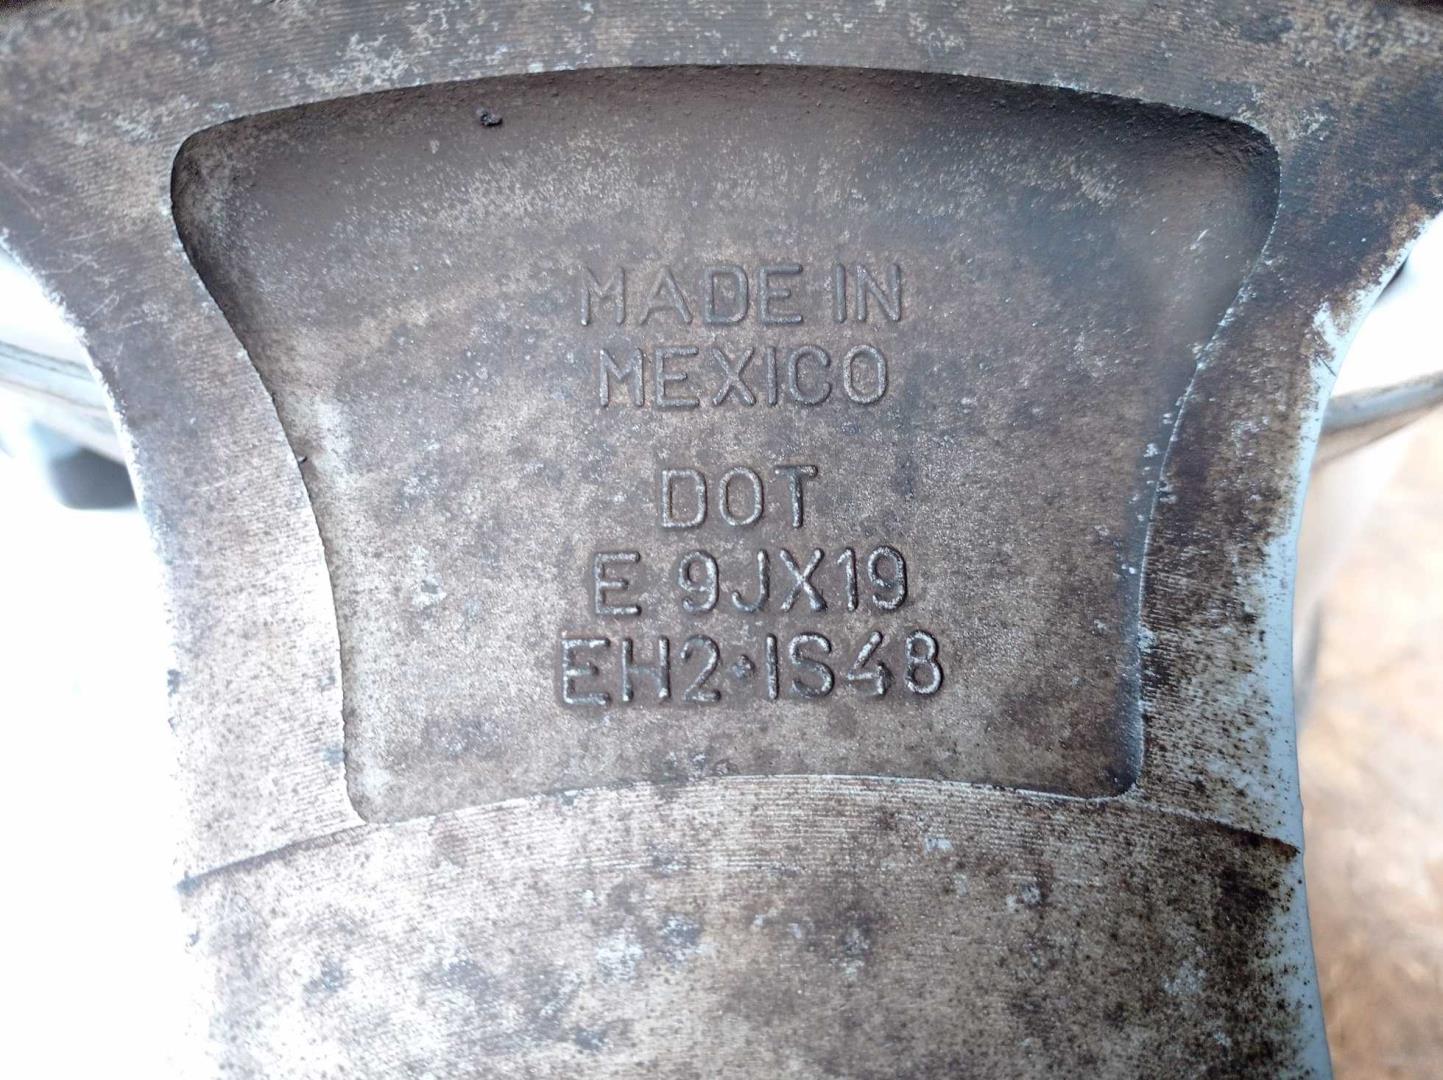 MADE IN
MEXICO
DOT
E 9JX19
EH2+IS48